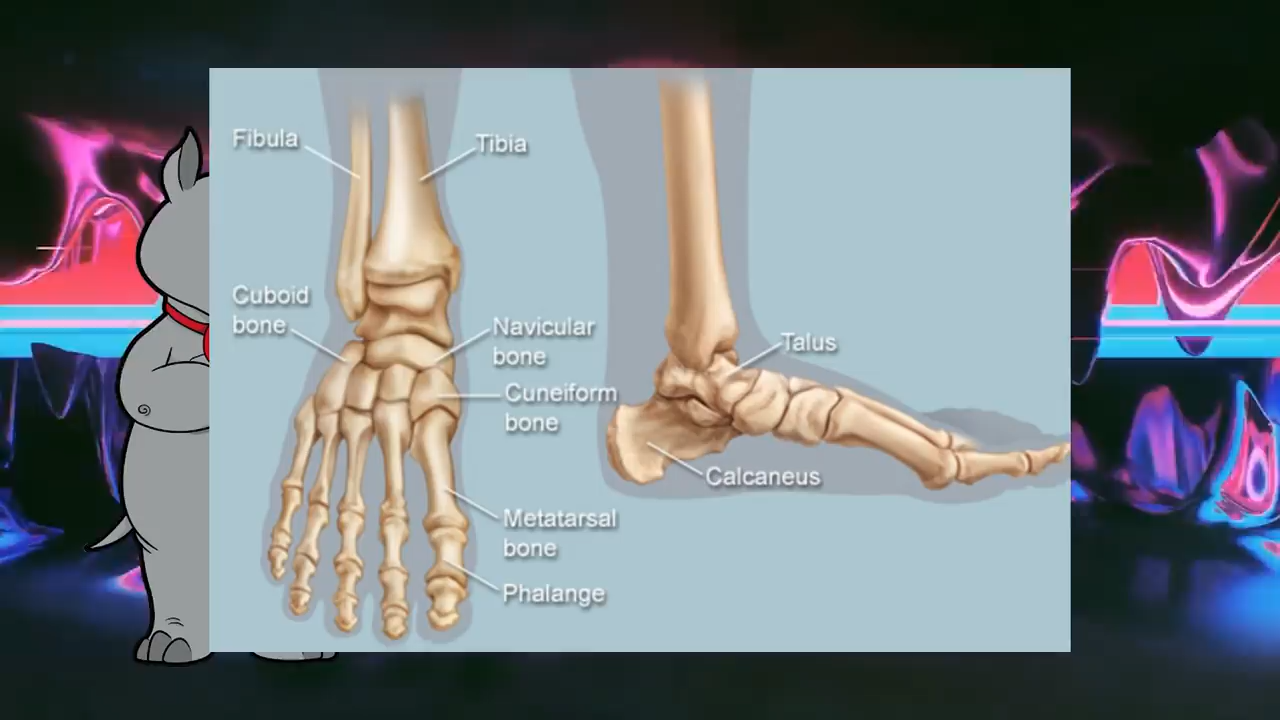 Fibula
Tibia
Cuboid
bone
Navicular
bone
Cuneiform
bone
Metatarsal
bone
Phalange
Talus
Calcaneus